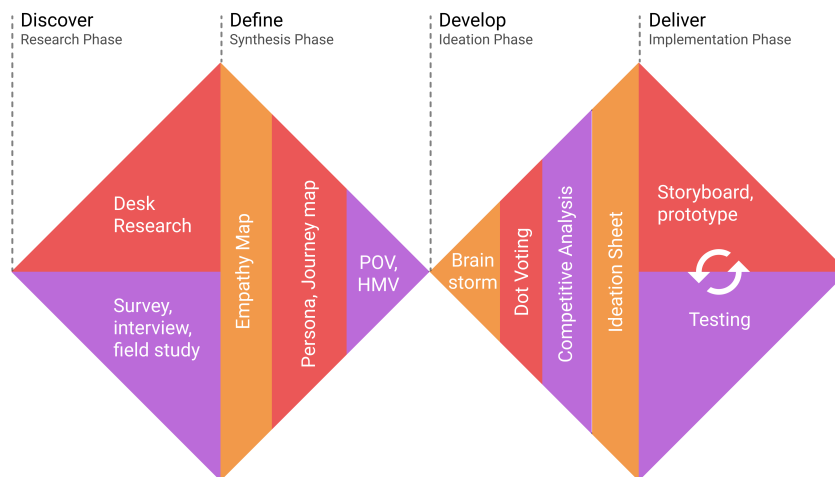 Discover
Research Phase
Define
Synthesis Phase
Develop
Ideation Phase
Deliver
Implementation Phase
Desk
Research
Survey,
interview,
field study
Empathy Map
Persona, Journey map
POV,
HMV
Brain
storm
Dot Voting
Competitive Analysis
Ideation Sheet
Storyboard,
prototype
Testing